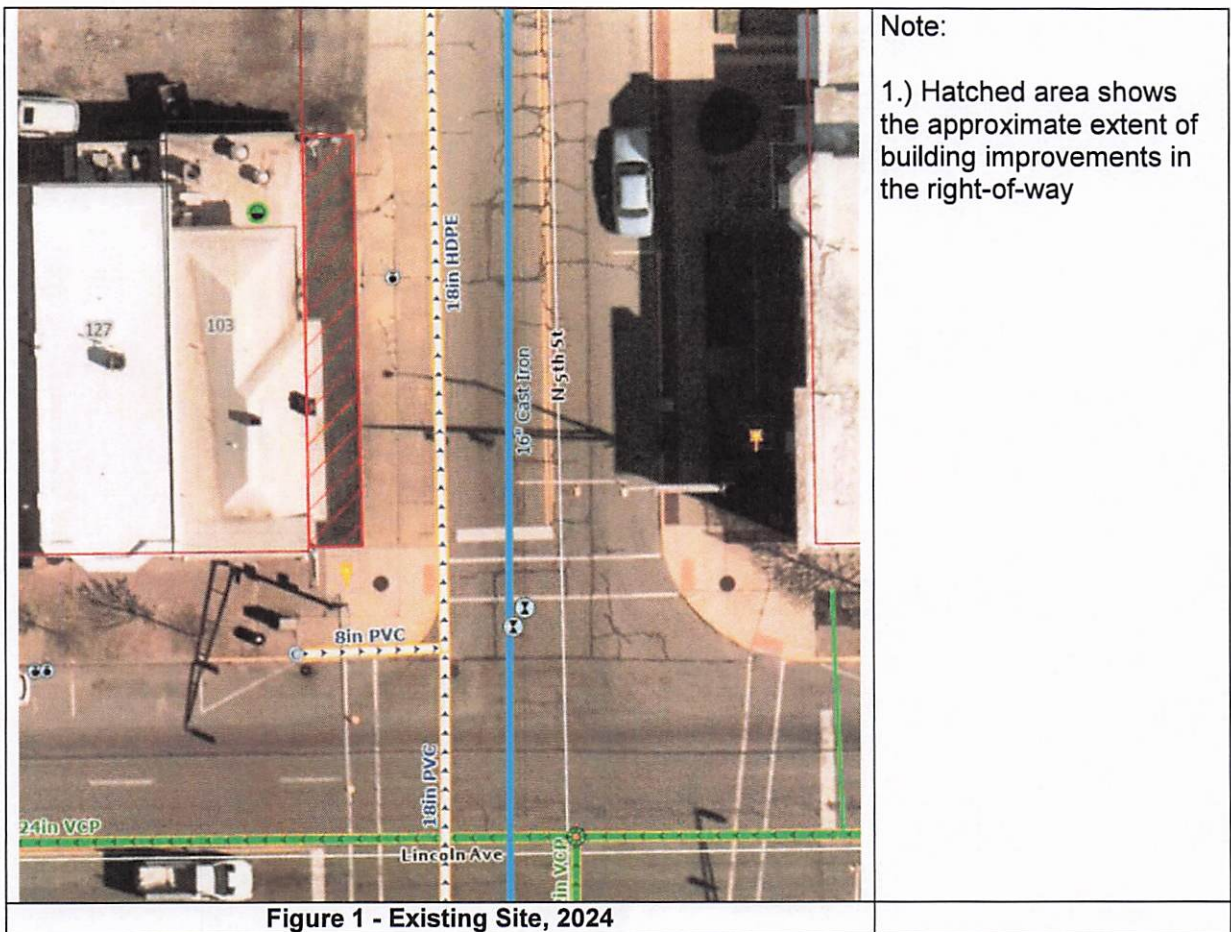 Note:
1.) Hatched area shows
the approximate extent of
building improvements in
the right-of-way
127
103
18in HDPE
16" Cast Iron
N 5th St
8in PVC
18in PVC
24in VCP
Lincoln Ave
in VCP
Figure 1 - Existing Site, 2024